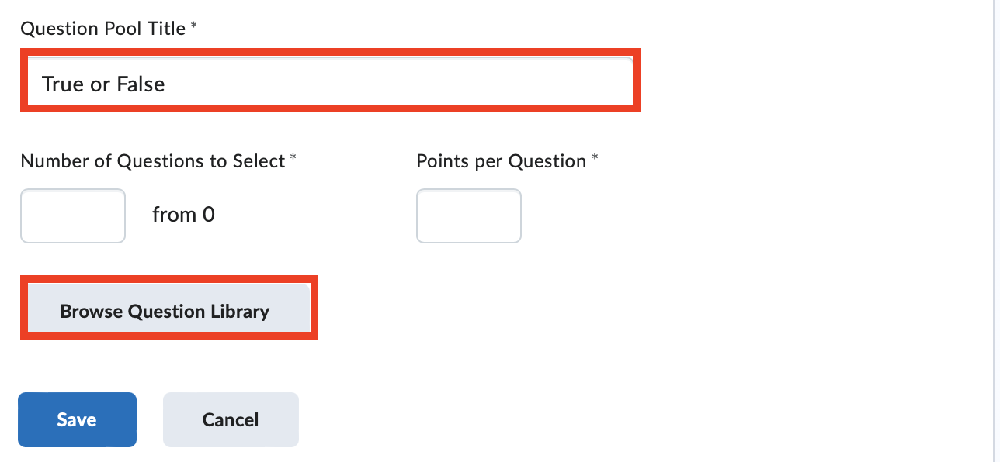 Question Pool Title *
True or False
Number of Questions to Select * Points per Question *
from 0
Browse Question Library
Save Cancel